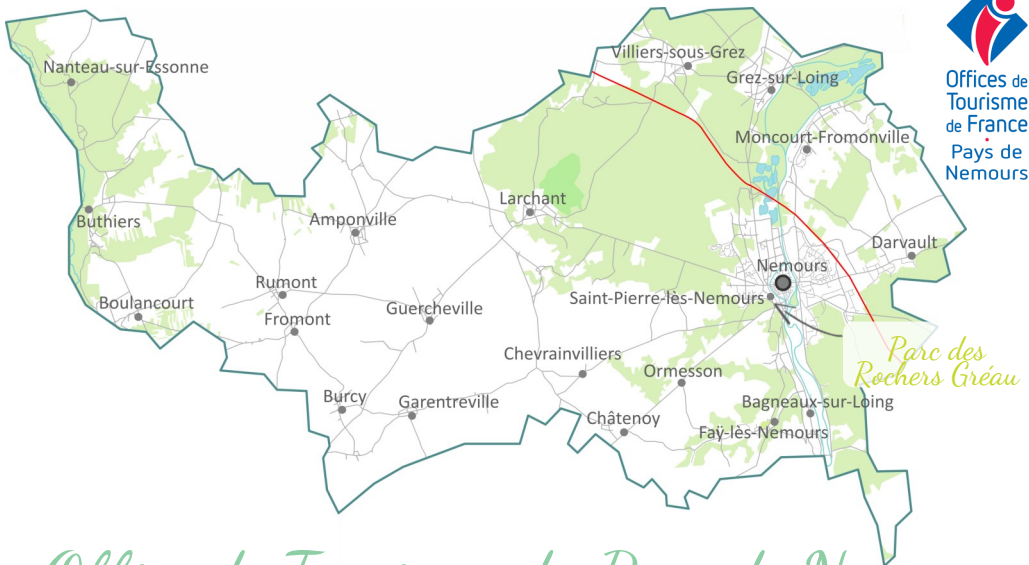 Villiers-sous-Grez
Nanteau-sur-Essonne
Grez-sur-Loing
Offices de
Tourisme
de France
Pays de
Nemours
Moncourt-Fromonville
Larchant
Buthiers
Amponville
Darvault
Nemours
Rumont
Saint-Pierre-lès-Nemours
Boulancourt
Guercheville
Fromont
Parc des
Rochers Gréau
Chevrainvilliers
Ormesson
Burcy
Garentreville
Bagneaux-sur-Loing
Châtenoy
Faÿ-lès-Nemours